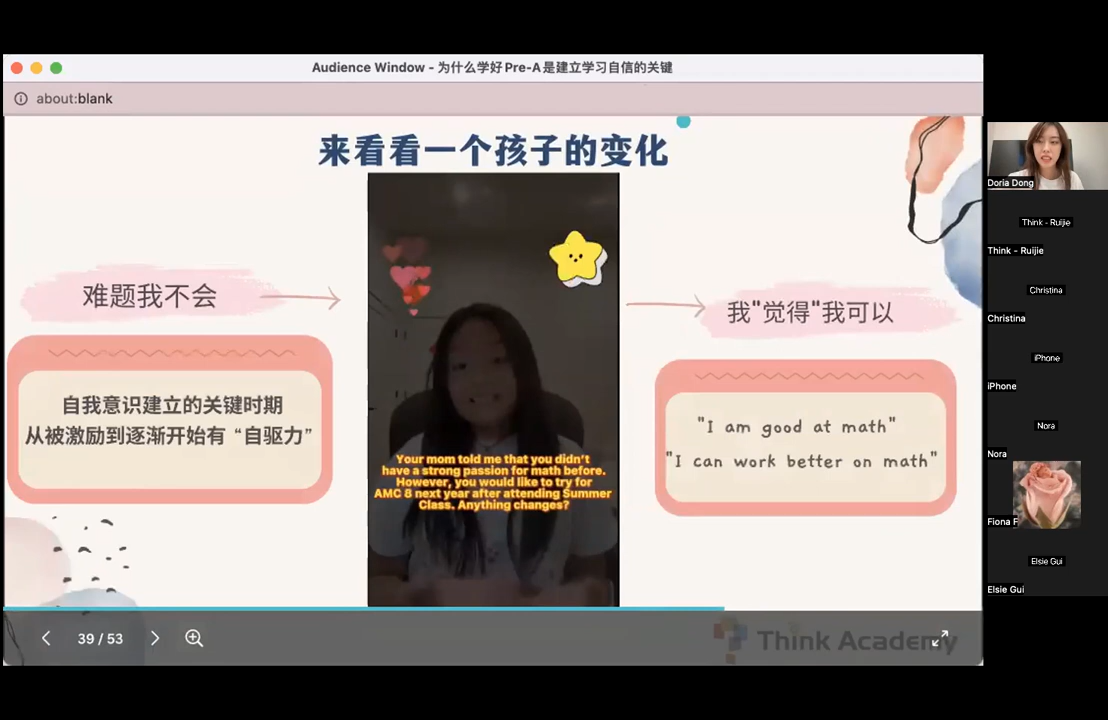 Audience Window - 为什么学好Pre-A是建立学习自信的关键
about:blank
来看看一个孩子的变化
难题我不会
自我意识建立的关键时期
从被激励到逐渐开始有“自驱力”
Your mom told me that you didn't
have a strong passion for math before.
However, you would like to try for
AMC 8 next year after attending Summer
Class. Anything changes?
我"觉得"我可以
"I am good at math"
"I can work better on math"
39 / 53
Think Academy
Doria Dong
Think - Ruijie
Think - Ruijie
Christina
Christina
iPhone
iPhone
Nora
Nora
Fiona F
Elsie Gui
Elsie Gui